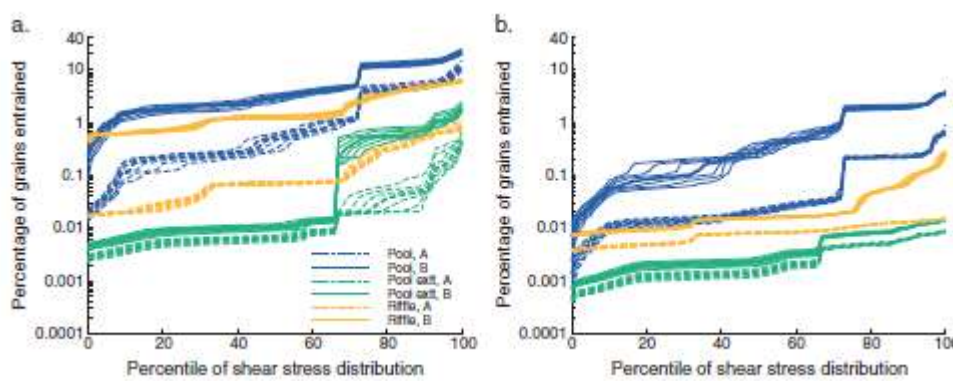 a.
b.
Percentage of grains entrained
40
10
1
0.1
0.01
0.001
0.0001
0
20
40
60
80
100
Percentile of shear stress distribution
Pool, A
Pool, B
Pool exit, A
Pool exit, B
Riffle, A
Riffle, B
Percentage of grains entrained
40
10
1
0.1
0.01
0.001
0.0001
0
20
40
60
80
100
Percentile of shear stress distribution